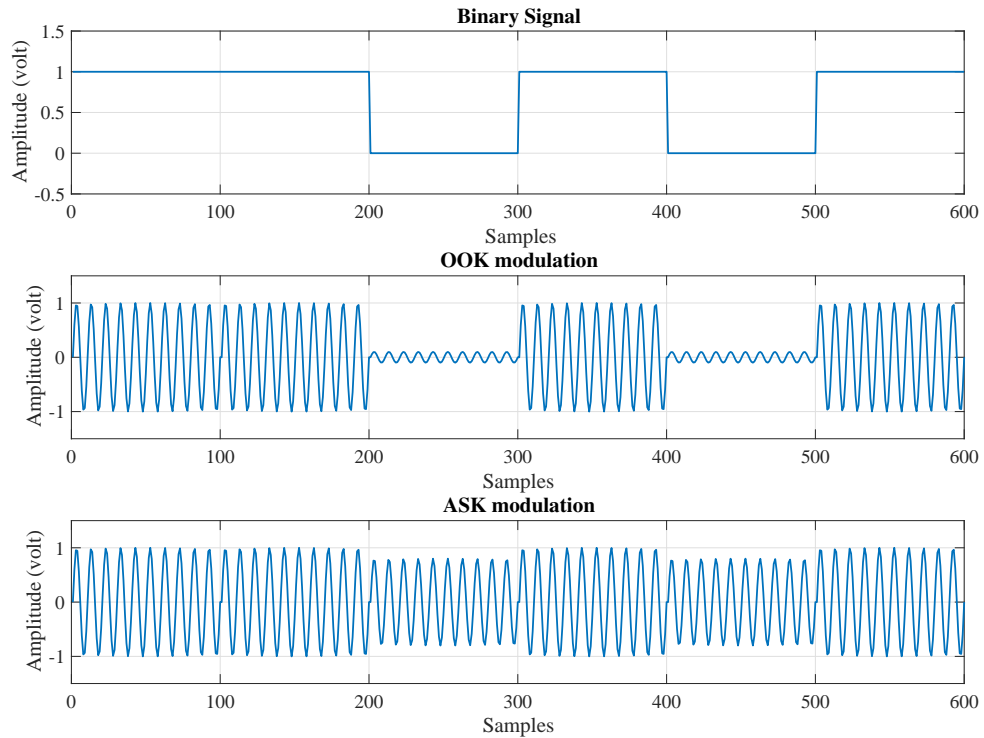 Binary Signal
Amplitude (volt)
1.5
1
0.5
0
-0.5
0 100 200 300 400 500 600
Samples
OOK modulation
Amplitude (volt)
1
0
-1
0 100 200 300 400 500 600
Samples
ASK modulation
Amplitude (volt)
1
0
-1
0 100 200 300 400 500 600
Samples